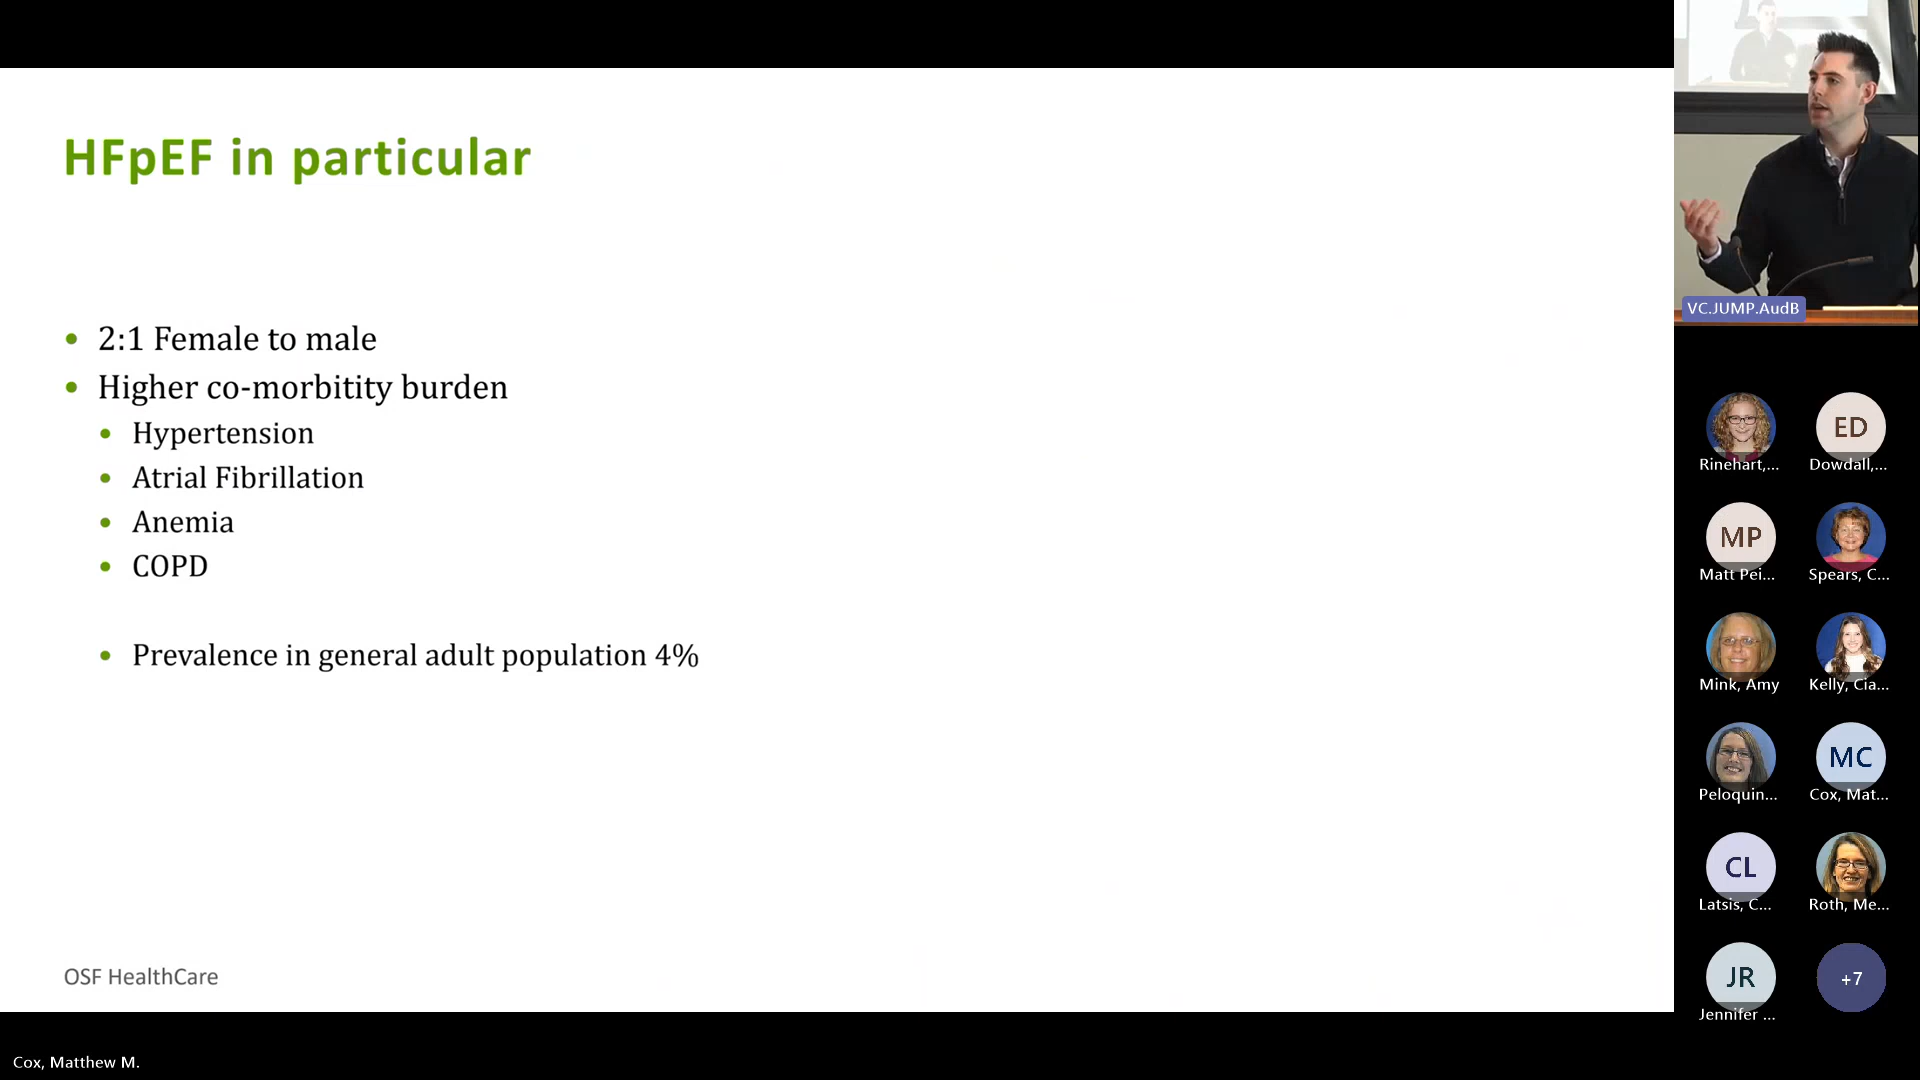 HFpEF in particular
• 2:1 Female to male
• Higher co-morbitity burden
• Hypertension
• Atrial Fibrillation
• Anemia
• COPD
• Prevalence in general adult population 4%
OSF HealthCare
Cox, Matthew M.
VC.JUMP.AudB
Rinehart,...
ED
Dowdall,...
MP
Matt Pei...
Spears, C...
Mink, Amy
Kelly, Cia...
Peloquin...
MC
Cox, Mat...
CL
Latsis, C...
Roth, Me...
JR
Jennifer ...
+7